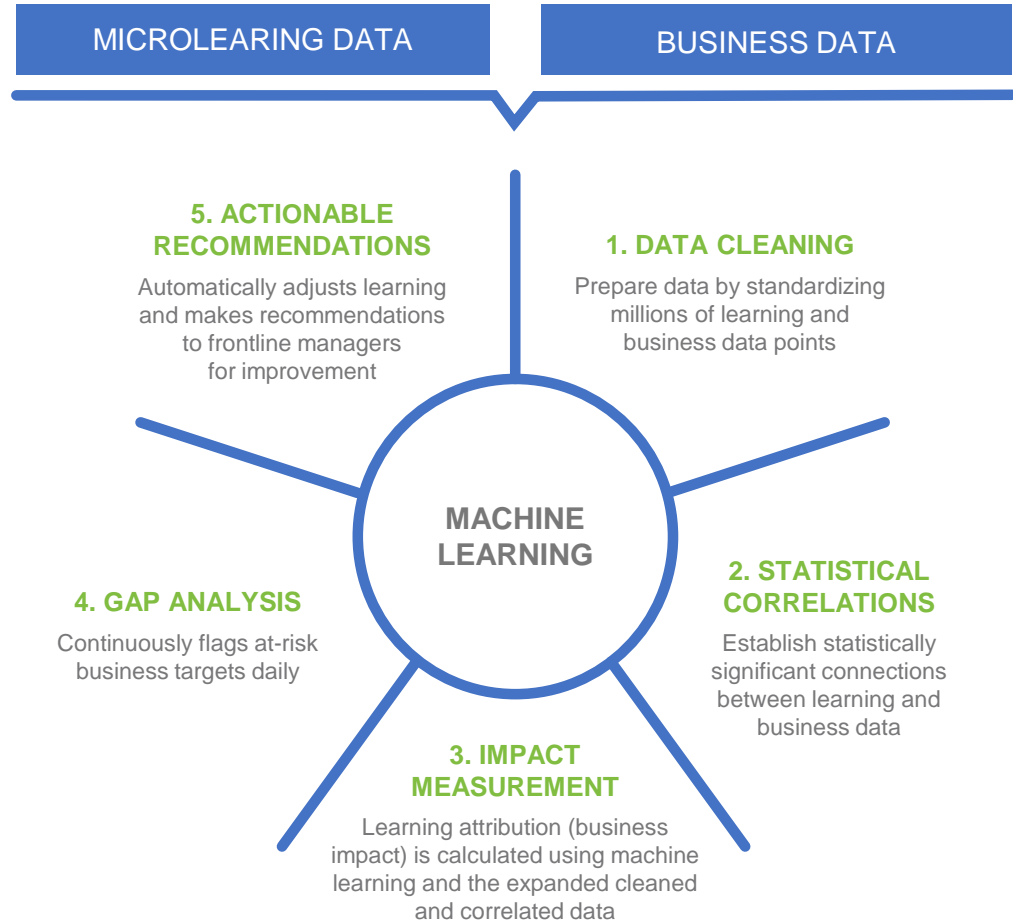 MICROLEARING DATA
BUSINESS DATA
5. ACTIONABLE
RECOMMENDATIONS
Automatically adjusts learning
and makes recommendations
to frontline managers
for improvement
1. DATA CLEANING
Prepare data by standardizing
millions of learning and
business data points
MACHINE
LEARNING
2. STATISTICAL
CORRELATIONS
Establish statistically
significant connections
between learning and
business data
4. GAP ANALYSIS
Continuously flags at-risk
business targets daily
3. IMPACT
MEASUREMENT
Learning attribution (business
impact) is calculated using machine
learning and the expanded cleaned
and correlated data